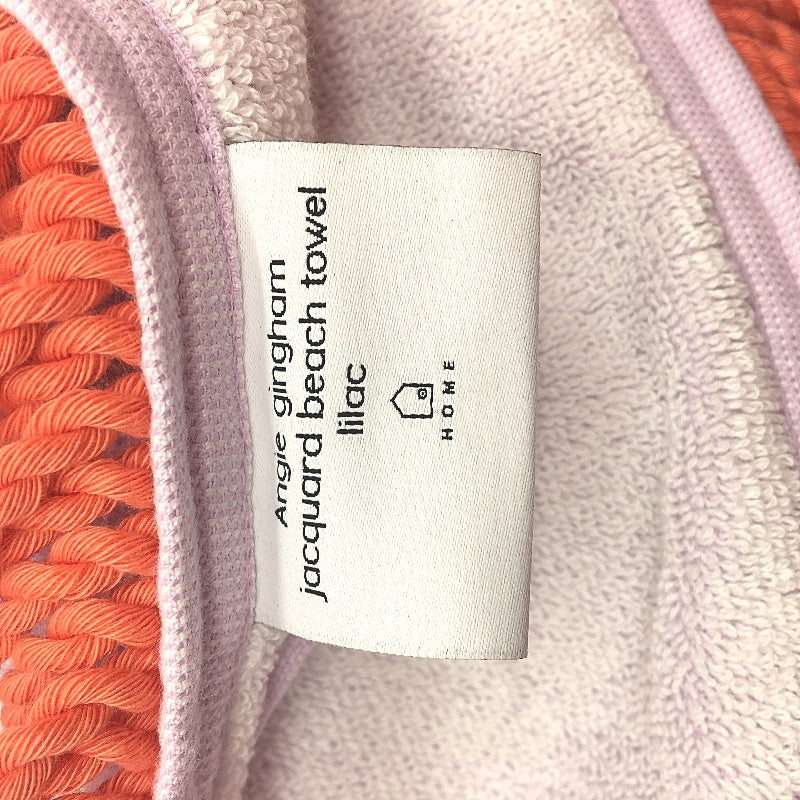 Angie gingham
jacquard beach towel
lilac
HOME